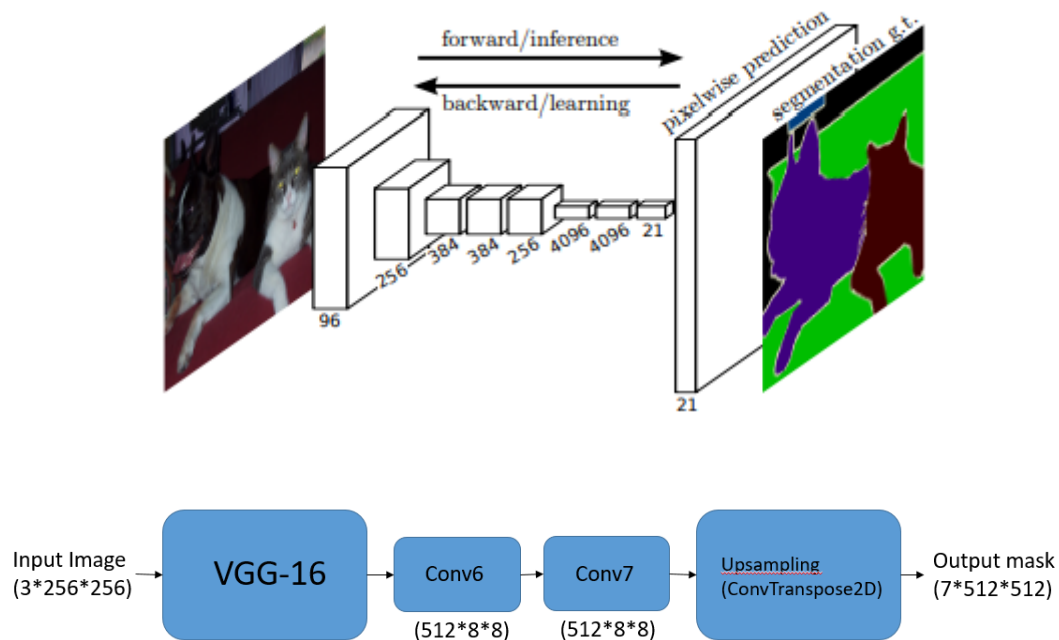 forward/inference
backward/learning
pixelwise prediction
segmentation g.t.
96
256
384
384
256
4096
4096
21
21
Input Image
(3*256*256)
VGG-16
Conv6
(512*8*8)
Conv7
(512*8*8)
Upsampling
(ConvTranspose2D)
Output mask
(7*512*512)